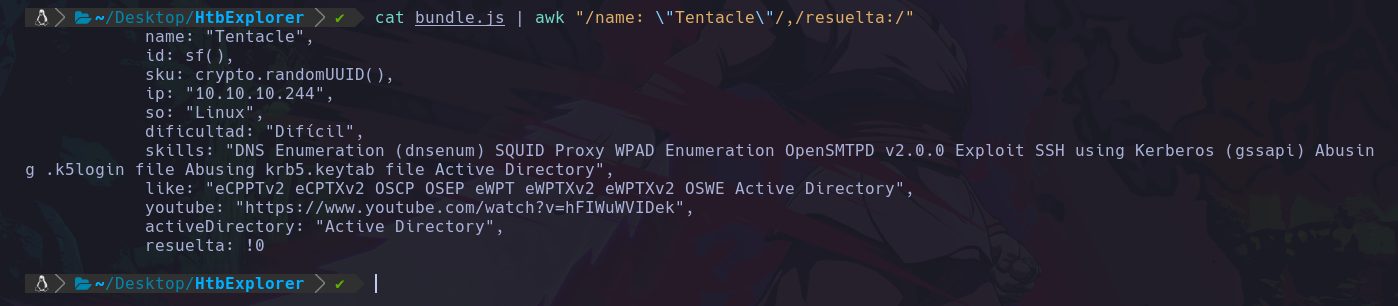 ~/Desktop/HtbExplorer ✔ cat bundle.js | awk "/name: \"Tentacle\"/,/resuelta:/"
name: "Tentacle",
id: sf(),
sku: crypto.randomUUID(),
ip: "10.10.10.244",
so: "Linux",
dificultad: "Difícil",
skills: "DNS Enumeration (dnsenum) SQUID Proxy WPAD Enumeration OpenSMTPD v2.0.0 Exploit SSH using Kerberos (gssapi) Abusin
g .k5login file Abusing krb5.keytab file Active Directory",
like: "eCPPTv2 eCPTXv2 OSCP OSEP eWPT eWPTXv2 eWPTXv2 OSWE Active Directory",
youtube: "https://www.youtube.com/watch?v=hFIWuWVIDek",
activeDirectory: "Active Directory",
resuelta: !0
~/Desktop/HtbExplorer ✔